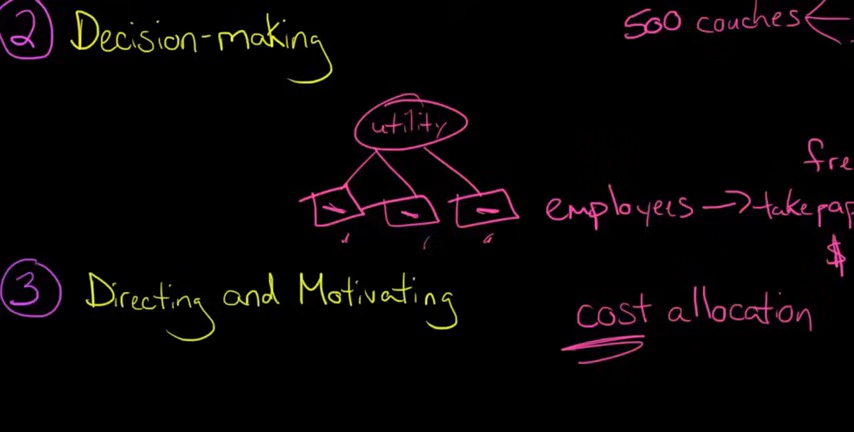 2 Decision-making
500 couches
utility
fre
employees → take pap
$
3 Directing and Motivating
cost allocation